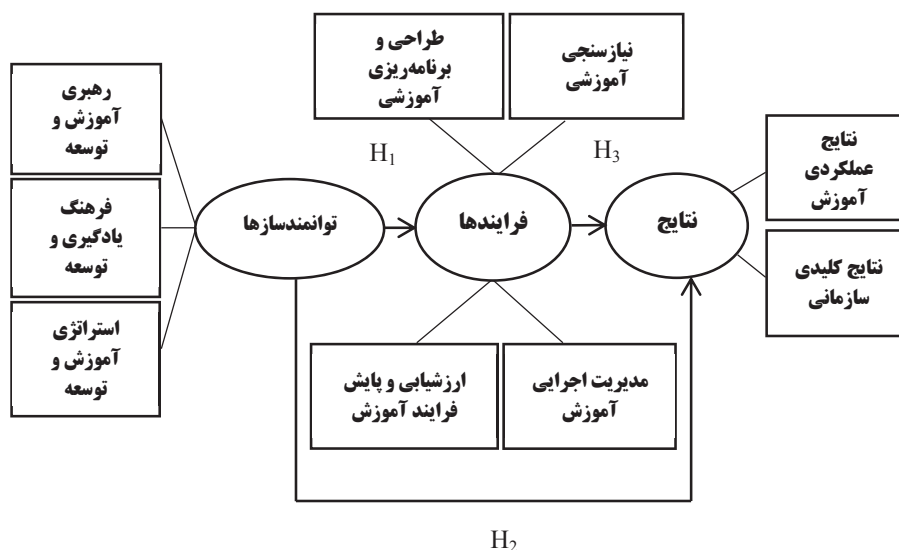 طراحی و
برنامه‌ریزی
آموزشی
نیازسنجی
آموزشی
رهبری
آموزش و
توسعه
H1
H3
نتایج
عملکردی
آموزش
فرهنگ
یادگیری و
توسعه
توانمندسازها
فرایندها
نتایج
نتایج کلیدی
سازمانی
استراتژی
آموزش و
توسعه
ارزشیابی و پایش
فرایند آموزش
مدیریت اجرایی
آموزش
H2